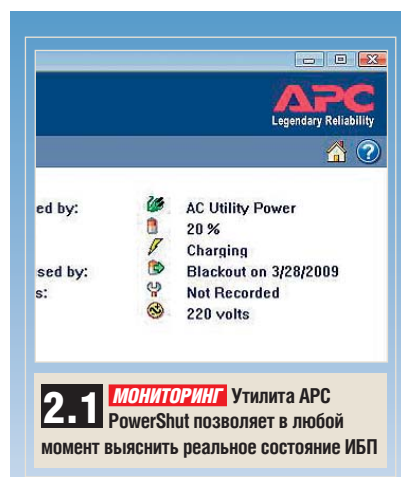 APC
Legendary Reliability
ed by:
AC Utility Power
20 %
Charging
sed by:
Blackout on 3/28/2009
s:
Not Recorded
220 volts
2.1 МОНИТОРИНГ Утилита APC
PowerShut позволяет в любой
момент выяснить реальное состояние ИБП